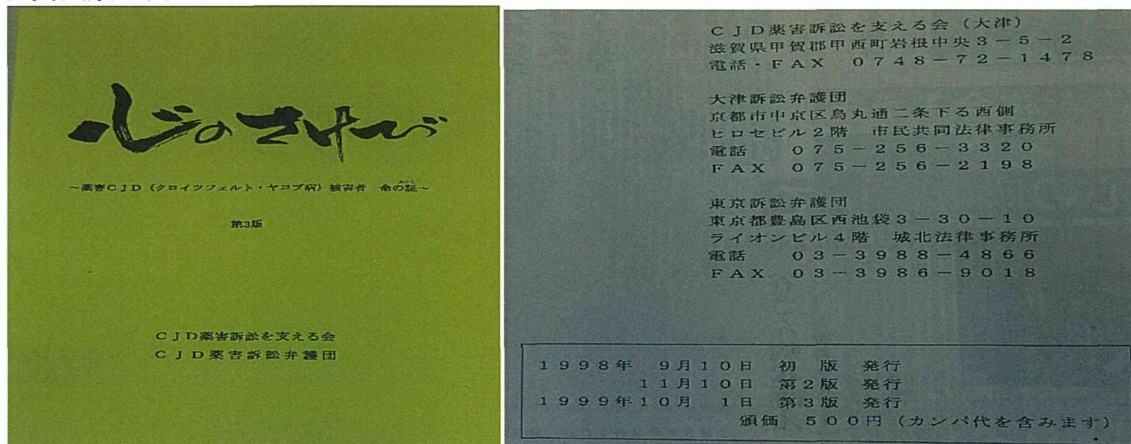 心のさけび
～薬害CJD（クロイツフェルト・ヤコブ病）被害者 命の証～
第3版
CJD薬害訴訟を支える会
CJD薬害訴訟弁護団
CJD薬害訴訟を支える会（大津）
滋賀県甲賀郡甲西町岩根中央3－5－2
電話・FAX 0748－72－1478
大津訴訟弁護団
京都市中京区烏丸通二条下る西側
ヒロセビル2階 市民共同法律事務所
電話 075－256－3320
FAX 075－256－2198
東京訴訟弁護団
東京都豊島区西池袋3－30－10
ライオンビル4階 城北法律事務所
電話 03－3988－4866
FAX 03－3986－9018
1998年 9月10日 初 版 発行
11月10日 第2版 発行
1999年10月 1日 第3版 発行
頒価 500円（カンパ代を含みます）